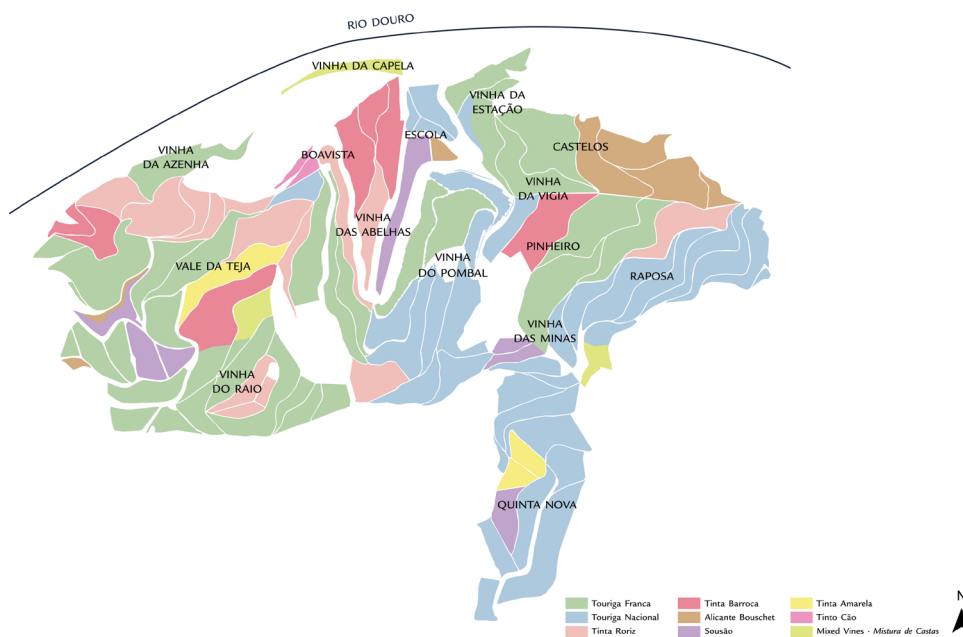 RIO DOURO
VINHA DA CAPELA
VINHA DA
ESTAÇÃO
ESCOLA
CASTELOS
VINHA
DA AZENHA
BOAVISTA
VINHA
DA VIGIA
VINHA
DAS ABELHAS
PINHEIRO
VALE DA TEJA
VINHA
DO POMBAL
RAPOSA
VINHA
DAS MINAS
VINHA
DO RAIO
QUINTA NOVA
Touriga Franca
Touriga Nacional
Tinta Roriz
Tinta Barroca
Alicante Bouschet
Sousão
Tinta Amarela
Tinto Cão
Mixed Vines - Mistura de Castas
N